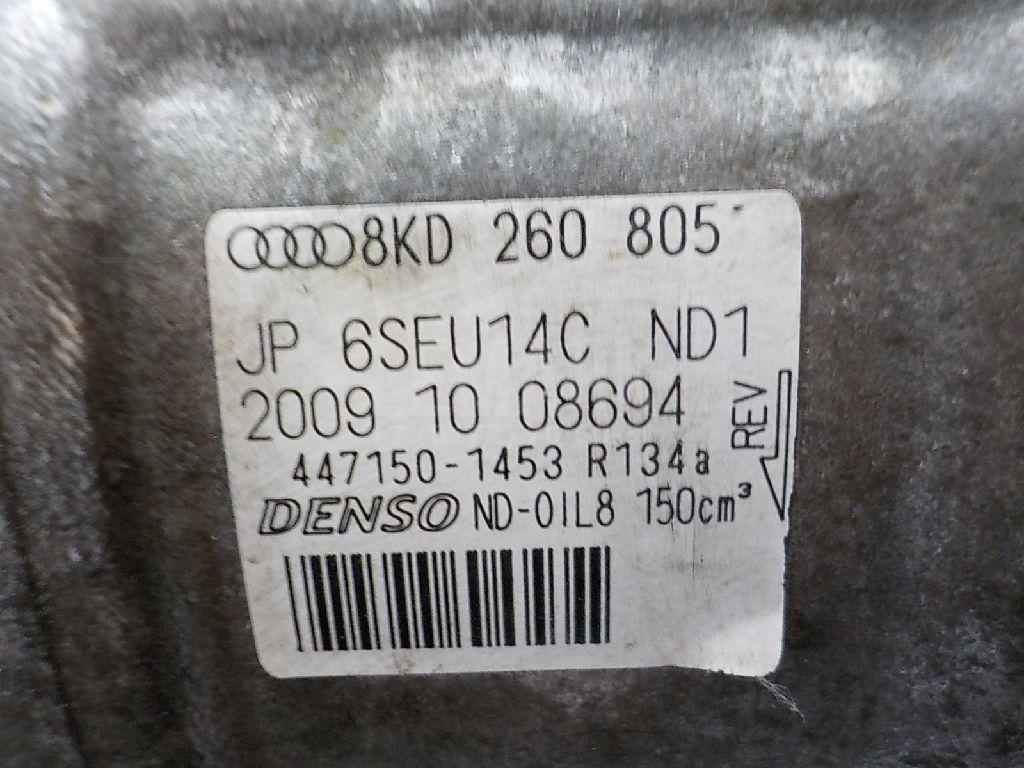 8KD 260 805
JP 6SEU14C ND1
2009 10 08694
447150-1453 R134a
DENSO ND-OIL8 150cm³
REV